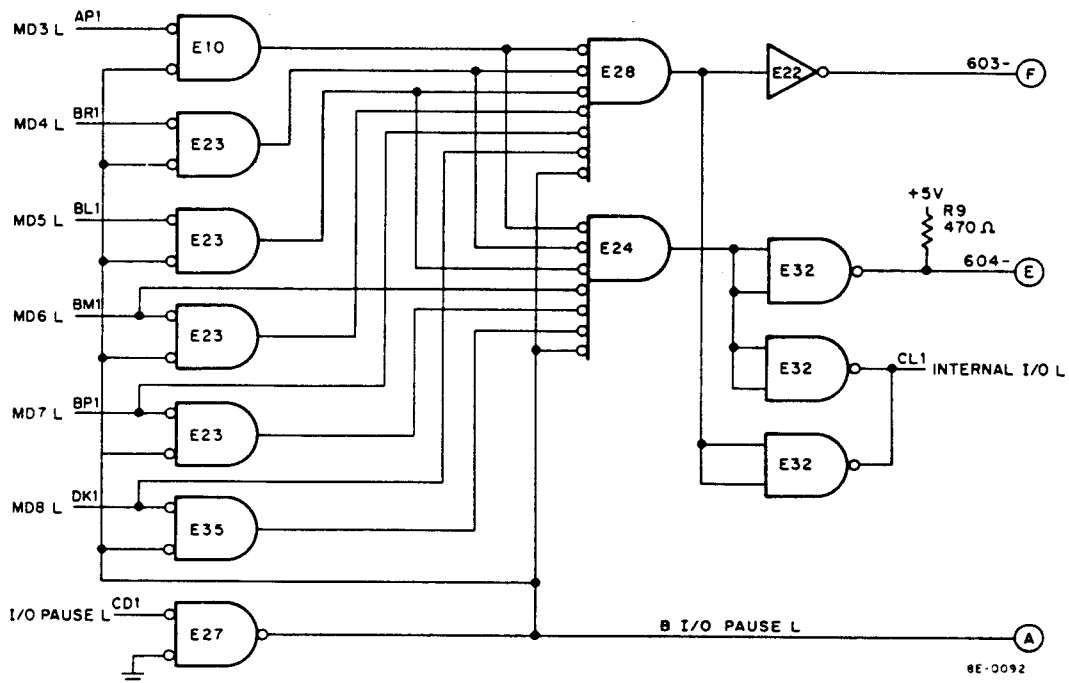 MD3 L AP1
E10
E28
E22
603-
F
MD4 L BR1
E23
+5V
R9
470 Ω
MD5 L BL1
E23
E24
E32
604-
E
MD6 L BM1
E23
E32
CL1 INTERNAL I/O L
MD7 L BP1
E23
E32
MD8 L DK1
E35
I/O PAUSE L CD1
E27
B I/O PAUSE L
A
8E-0092